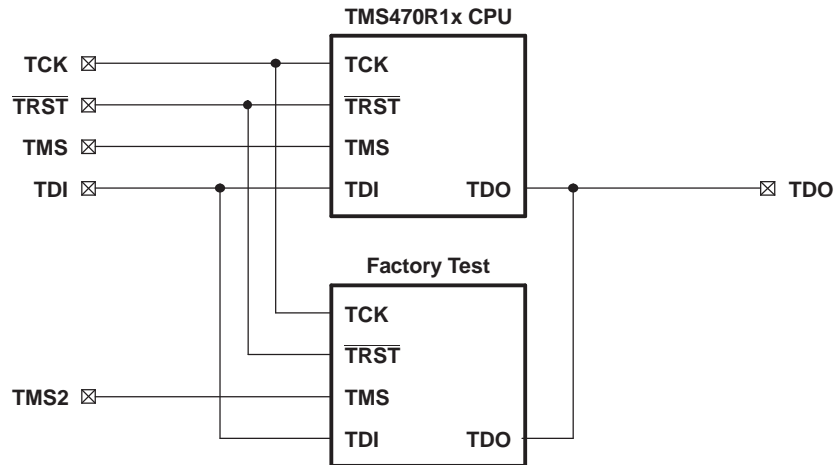 TMS470R1x CPU
TCK
TCK
TRST
TRST
TMS
TMS
TDI
TDI
TDO
TDO
Factory Test
TCK
TRST
TMS2
TMS
TDI
TDO